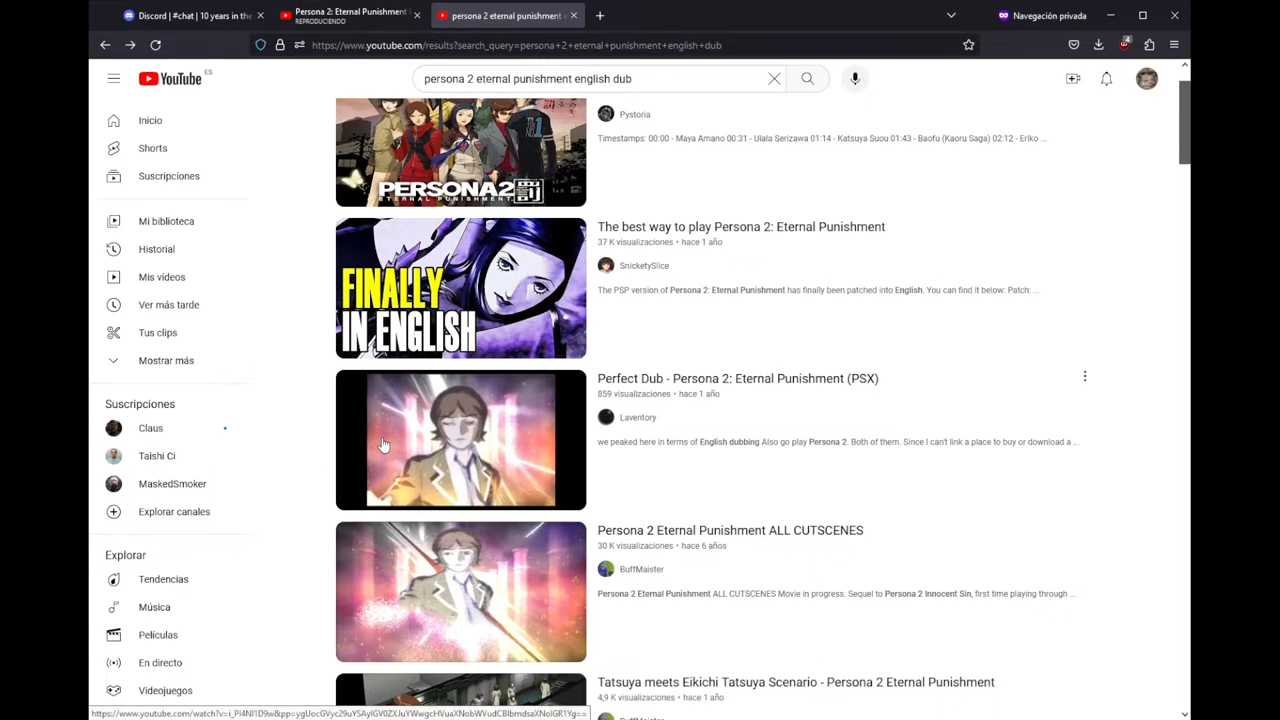 Discord | #chat | 10 years in the
Persona 2: Eternal Punishment
REPRODUCIENDO
persona 2 eternal punishment
Navegación privada
https://www.youtube.com/results?search_query=persona+2+eternal+punishment+english+dub
4
YouTube ES
persona 2 eternal punishment english dub
Inicio
Shorts
Suscripciones
Mi biblioteca
Historial
Mis vídeos
Ver más tarde
Tus clips
Mostrar más
Suscripciones
Claus
Taishi Ci
MaskedSmoker
Explorar canales
Explorar
Tendencias
Música
Películas
En directo
Videojuegos
PERSONA2 罰
ETERNAL PUNISHMENT
Pystoria
Timestamps: 00:00 - Maya Amano 00:31 - Ulala Serizawa 01:14 - Katsuya Suou 01:43 - Baofu (Kaoru Saga) 02:12 - Eriko ...
FINALLY
IN ENGLISH
The best way to play Persona 2: Eternal Punishment
37 K visualizaciones • hace 1 año
SnicketySlice
The PSP version of Persona 2: Eternal Punishment has finally been patched into English. You can find it below: Patch: ...
Perfect Dub - Persona 2: Eternal Punishment (PSX)
859 visualizaciones • hace 1 año
Laventory
we peaked here in terms of English dubbing Also go play Persona 2. Both of them. Since I can't link a place to buy or download a ...
Persona 2 Eternal Punishment ALL CUTSCENES
30 K visualizaciones • hace 6 años
BuffMaister
Persona 2 Eternal Punishment ALL CUTSCENES Movie in progress. Sequel to Persona 2 Innocent Sin, first time playing through ...
Tatsuya meets Eikichi Tatsuya Scenario - Persona 2 Eternal Punishment
4,9 K visualizaciones • hace 1 año
BuffMaister